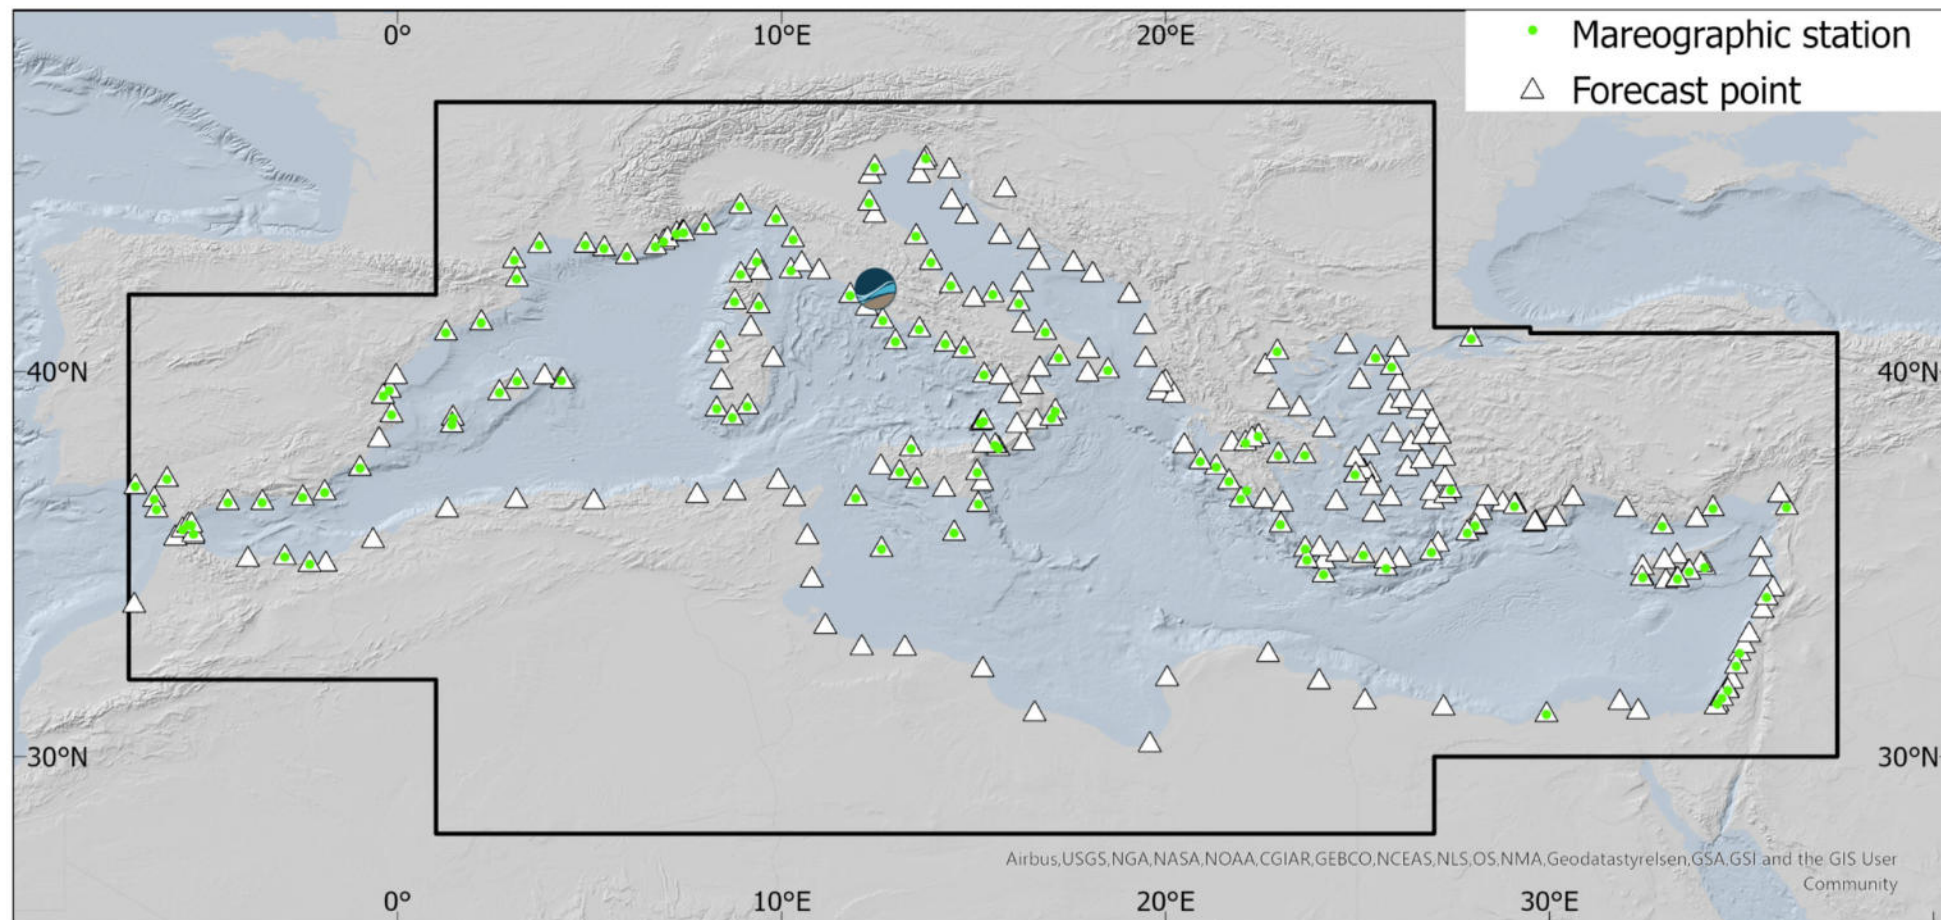 0°
10°E
20°E
Mareographic station
Forecast point
40°N
40°N
30°N
30°N
Airbus,USGS,NGA,NASA,NOAA,CGIAR,GEBCO,NCEAS,NLS,OS,NMA,Geodatastyrelsen,GSA,GSI and the GIS User
Community
0°
10°E
20°E
30°E